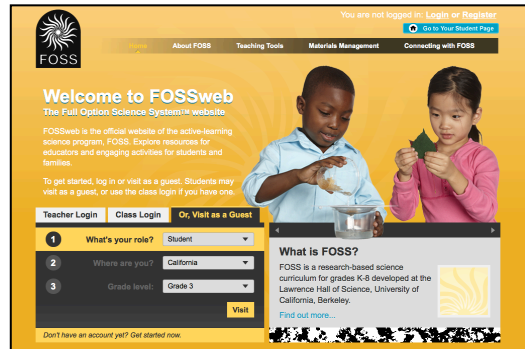 You are not logged in: Login or Register
Go to Your Student Page
FOSS
Home About FOSS Teaching Tools Materials Management Connecting with FOSS
Welcome to FOSSweb
The Full Option Science System™ website
FOSSweb is the official website of the active-learning
science program, FOSS. Explore resources for
educators and engaging activities for students and
families.
To get started, log in or visit as a guest. Students may
visit as a guest, or use the class login if you have one.
Teacher Login Class Login Or, Visit as a Guest
1 What's your role? Student
2 Where are you? California
3 Grade level: Grade 3
Visit
Don't have an account yet? Get started now.
What is FOSS?
FOSS is a research-based science
curriculum for grades K-8 developed at the
Lawrence Hall of Science, University of
California, Berkeley.
Find out more...